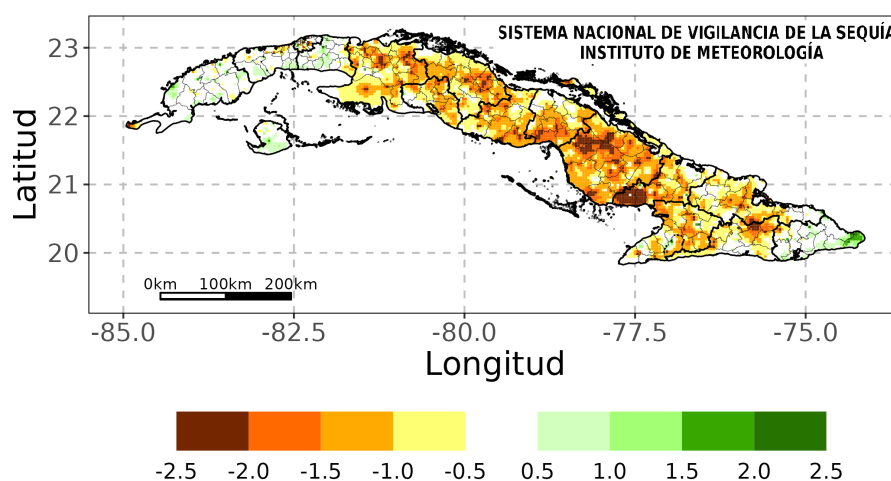 SISTEMA NACIONAL DE VIGILANCIA DE LA SEQUÍA
INSTITUTO DE METEOROLOGÍA
23
22
21
20
Latitud
0km 100km 200km
-85.0 -82.5 -80.0 -77.5 -75.0
Longitud
-2.5 -2.0 -1.5 -1.0 -0.5 0.5 1.0 1.5 2.0 2.5